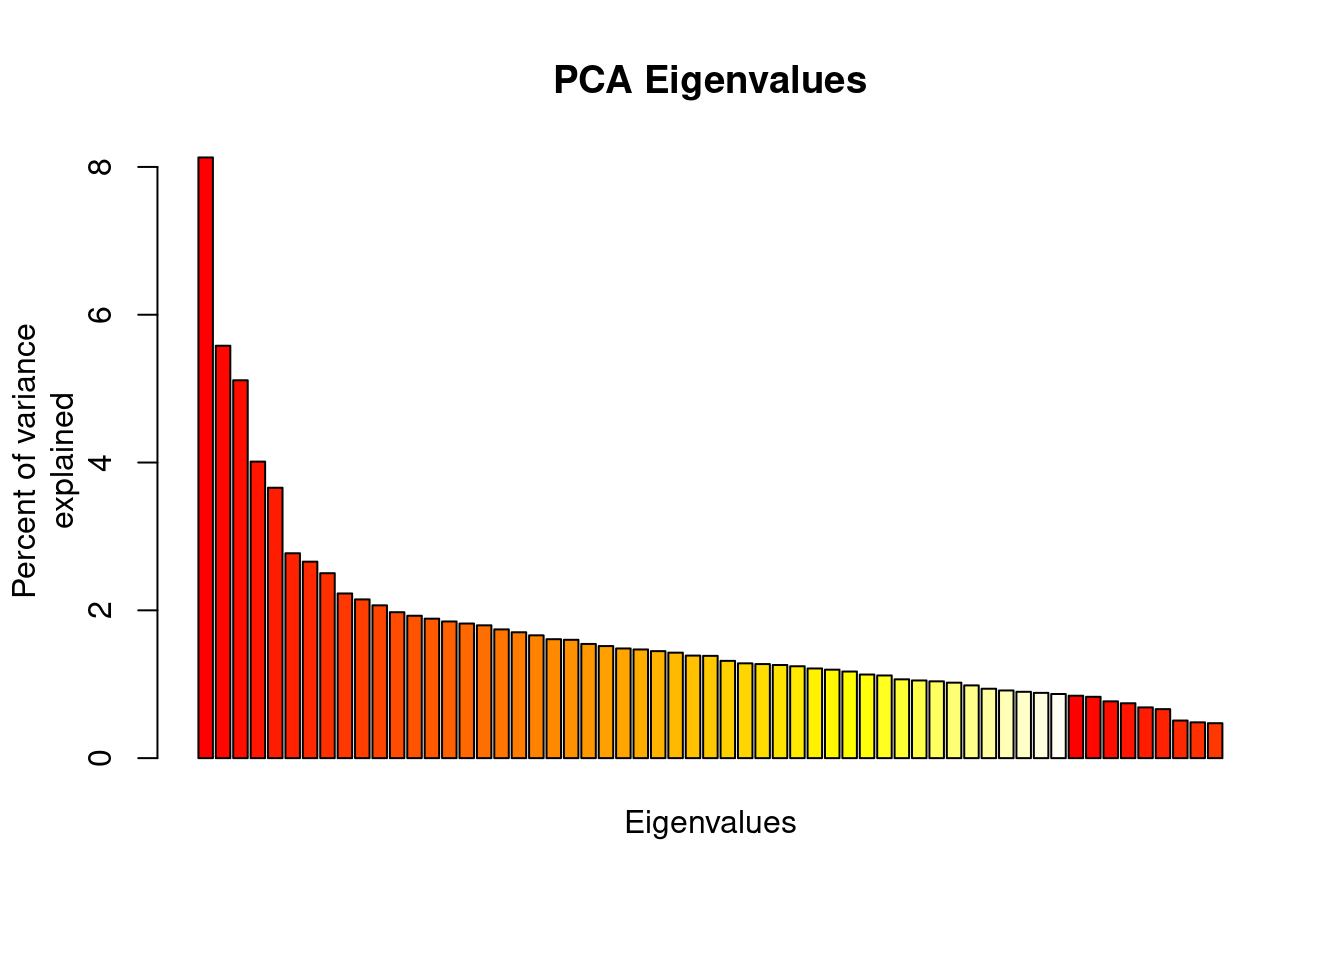 PCA Eigenvalues
Percent of variance
explained
8
6
4
2
0
Eigenvalues